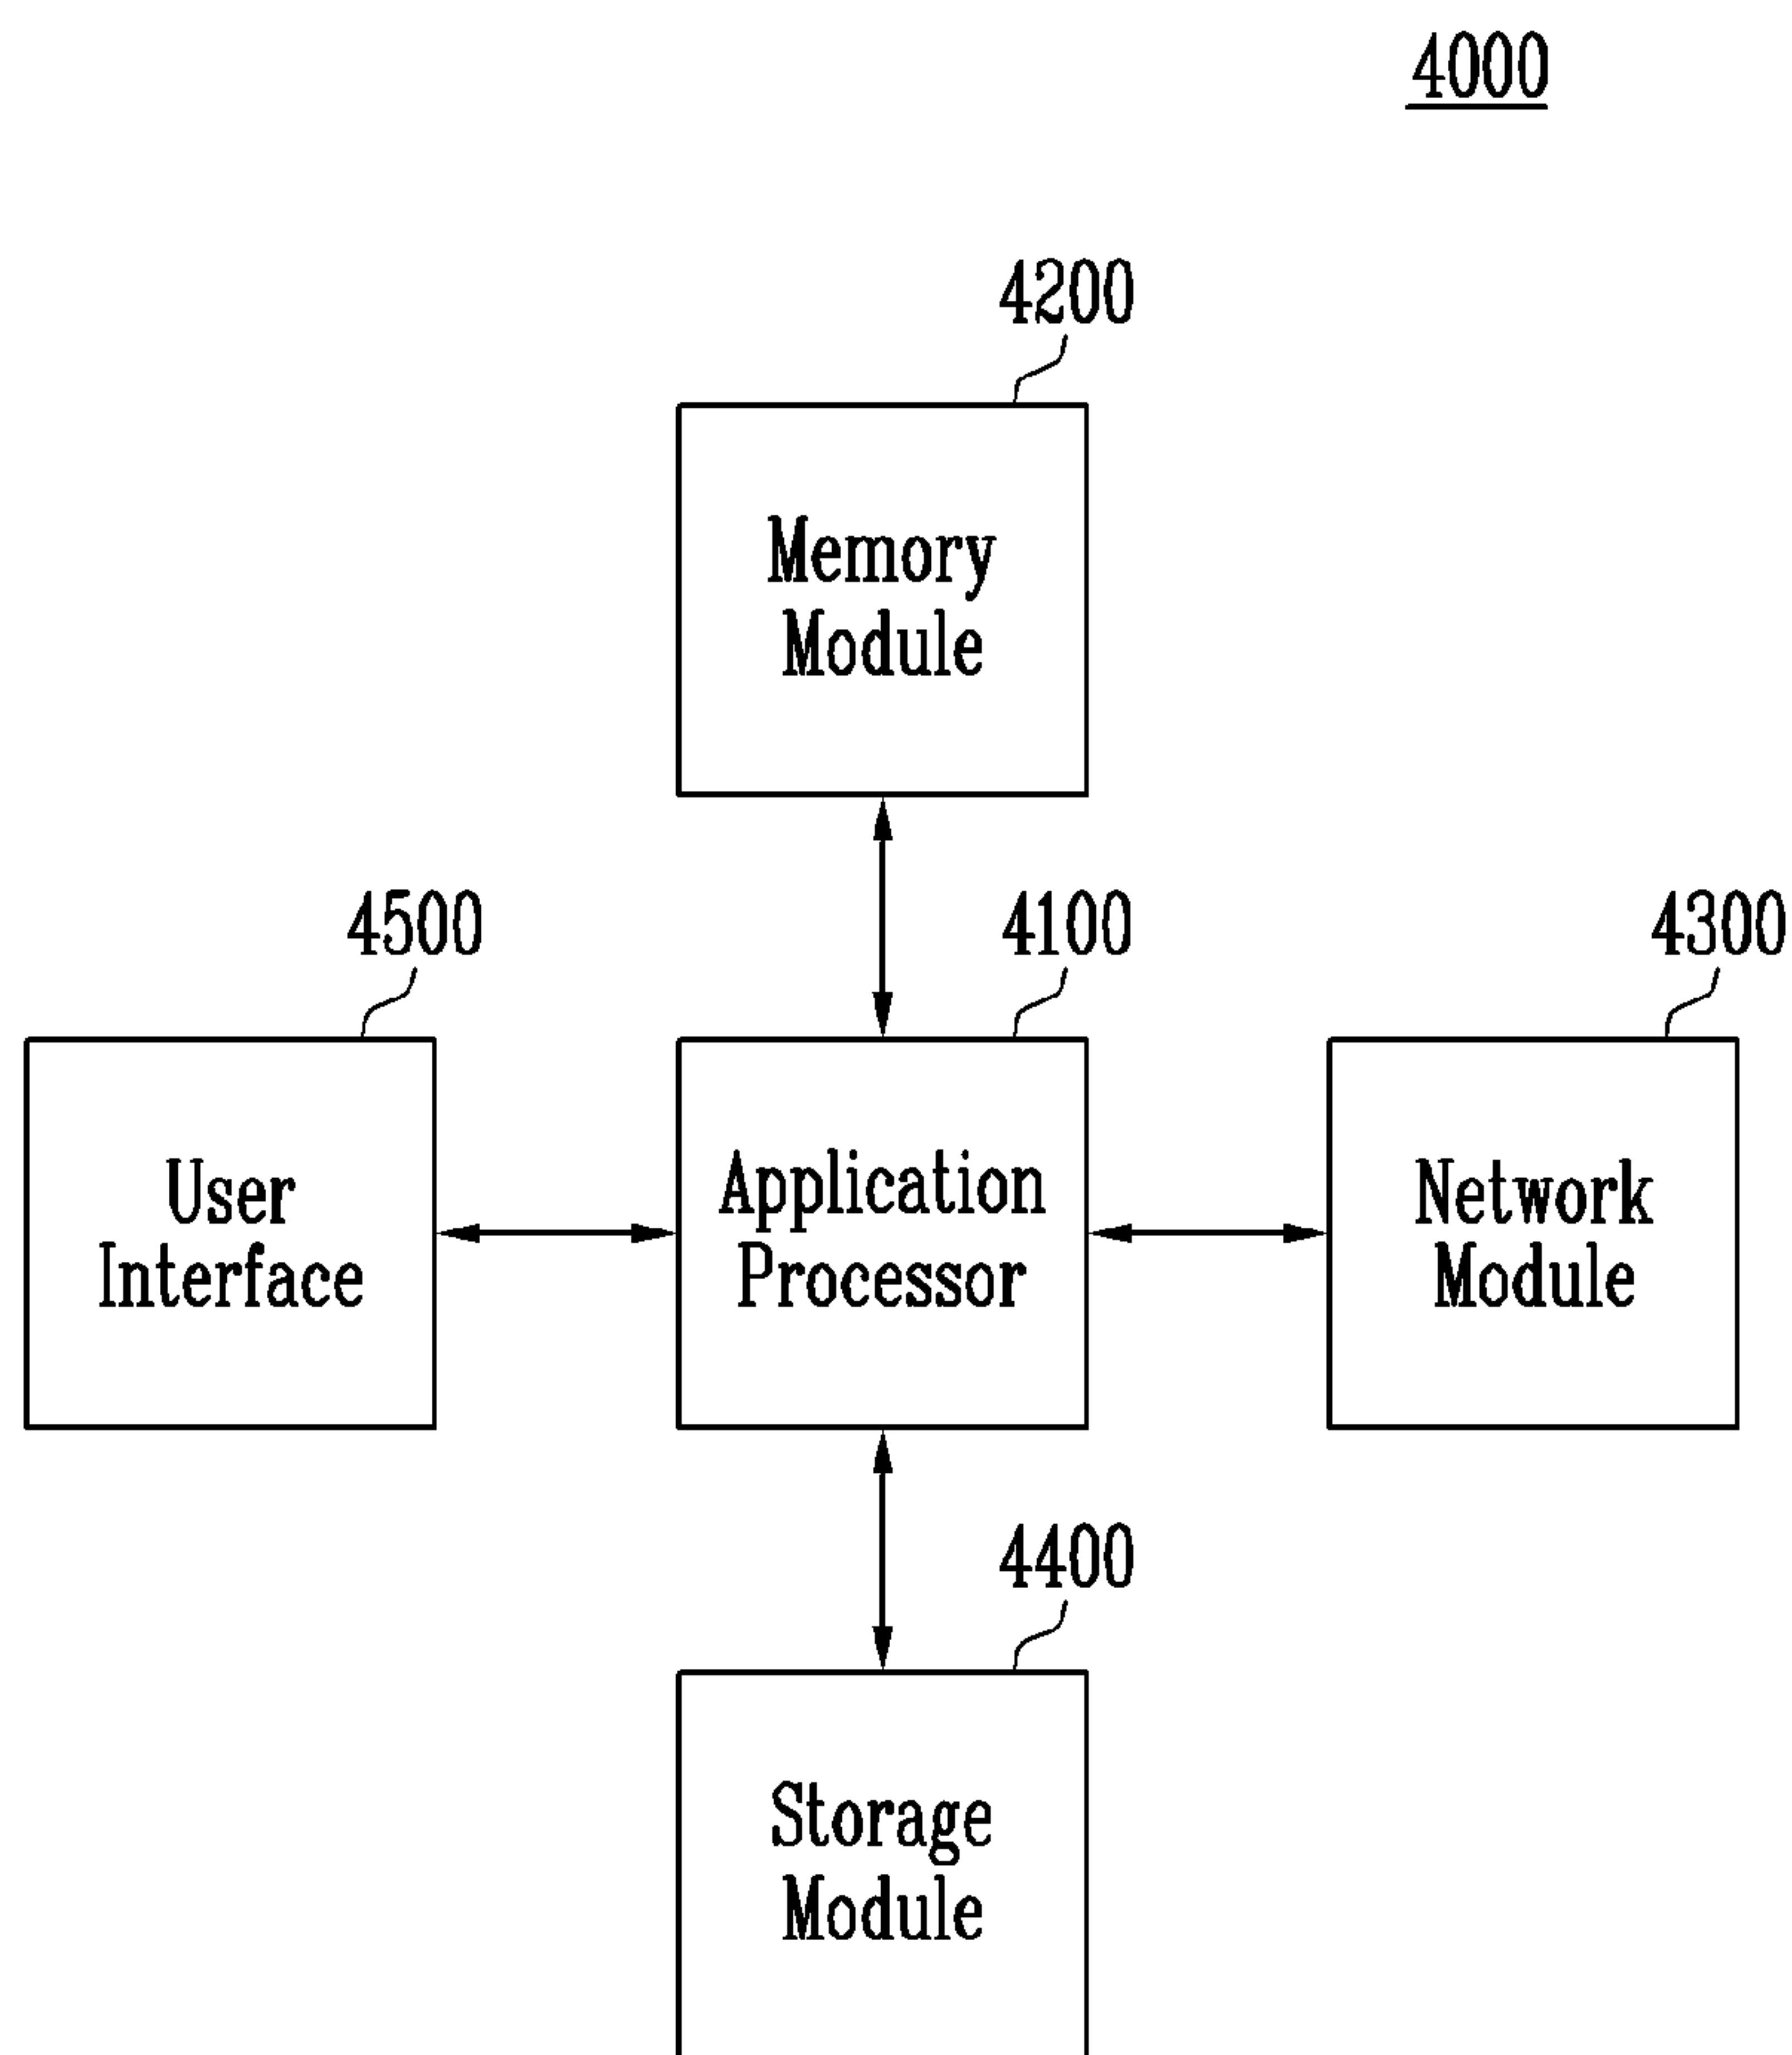 4000
4200
Memory
Module
4500
4100
4300
User
Interface
Application
Processor
Network
Module
4400
Storage
Module